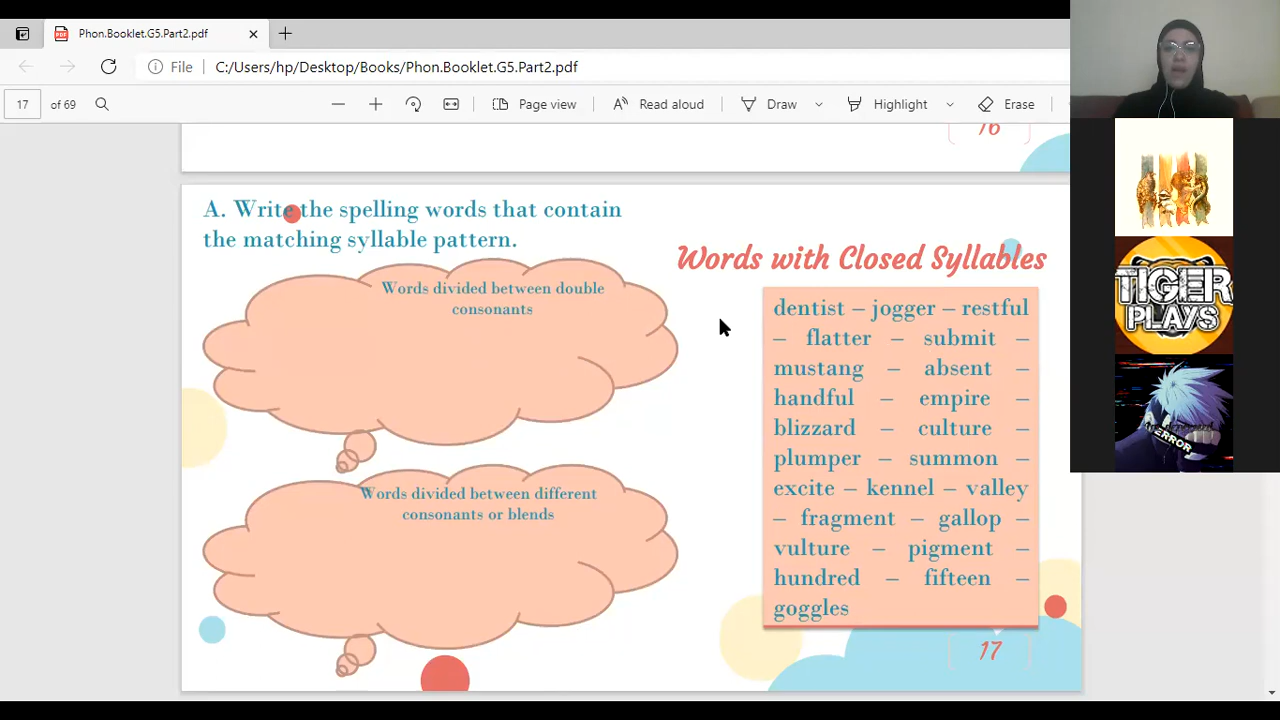 Phon.Booklet.G5.Part2.pdf
File C:/Users/hp/Desktop/Books/Phon.Booklet.G5.Part2.pdf
17 of 69 Page view Read aloud Draw Highlight Erase
16
A. Write the spelling words that contain
the matching syllable pattern.
Words divided between double
consonants
Words divided between different
consonants or blends
Words with Closed Syllables
dentist – jogger – restful
– flatter – submit –
mustang – absent –
handful – empire –
blizzard – culture –
plumper – summon –
excite – kennel – valley
– fragment – gallop –
vulture – pigment –
hundred – fifteen –
goggles
17
TIGER
PLAYS
ERROR